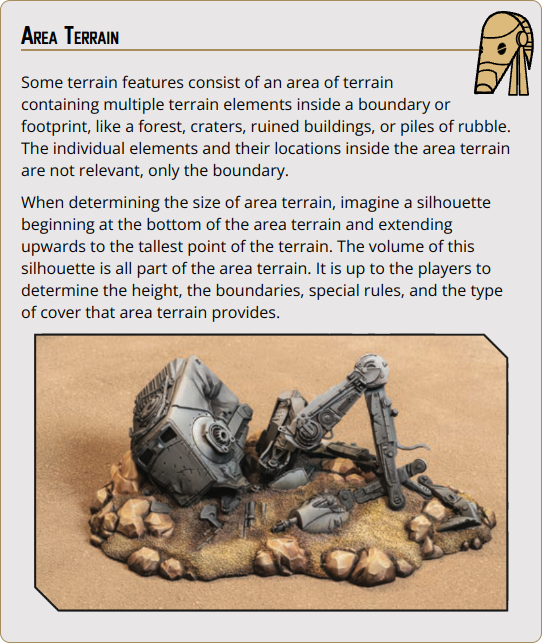 Area Terrain
Some terrain features consist of an area of terrain
containing multiple terrain elements inside a boundary or
footprint, like a forest, craters, ruined buildings, or piles of rubble.
The individual elements and their locations inside the area terrain
are not relevant, only the boundary.
When determining the size of area terrain, imagine a silhouette
beginning at the bottom of the area terrain and extending
upwards to the tallest point of the terrain. The volume of this
silhouette is all part of the area terrain. It is up to the players to
determine the height, the boundaries, special rules, and the type
of cover that area terrain provides.